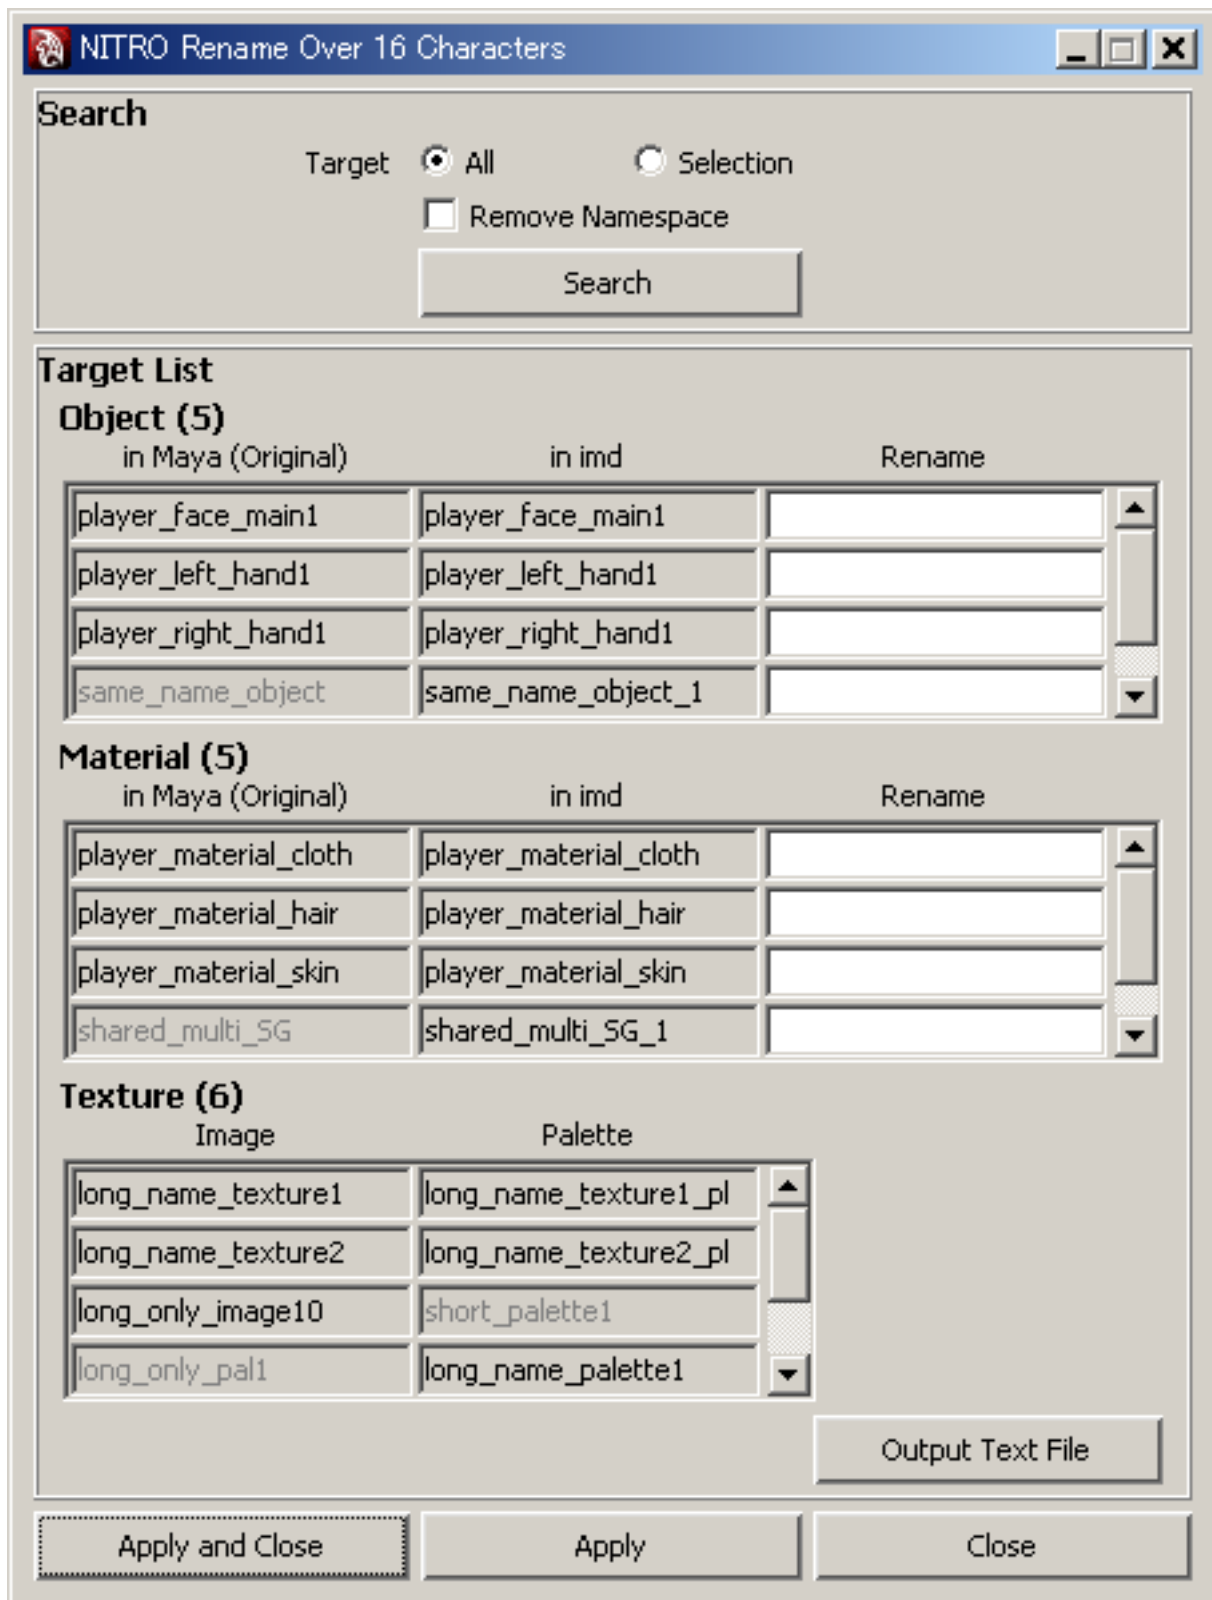 NITRO Rename Over 16 Characters
Search
Target All Selection
Remove Namespace
Search
Target List
Object (5)
in Maya (Original) in imd Rename
player_face_main1 player_face_main1
player_left_hand1 player_left_hand1
player_right_hand1 player_right_hand1
same_name_object same_name_object_1
Material (5)
in Maya (Original) in imd Rename
player_material_cloth player_material_cloth
player_material_hair player_material_hair
player_material_skin player_material_skin
shared_multi_SG shared_multi_SG_1
Texture (6)
Image Palette
long_name_texture1 long_name_texture1_pl
long_name_texture2 long_name_texture2_pl
long_only_image10 short_palette1
long_only_pal1 long_name_palette1
Output Text File
Apply and Close Apply Close